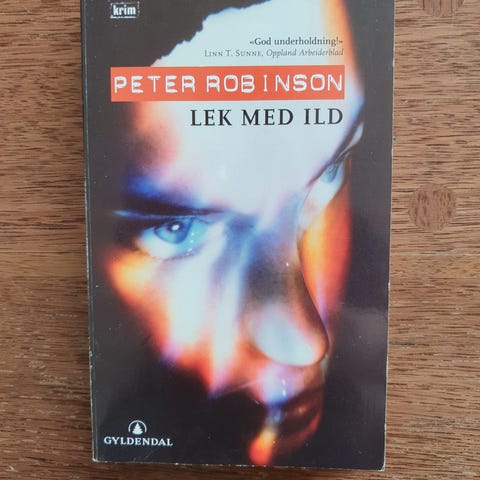 krim
«God underholdning!»
LINN T. SUNNE, Oppland Arbeiderblad
PETER ROBINSON
LEK MED ILD
GYLDENDAL